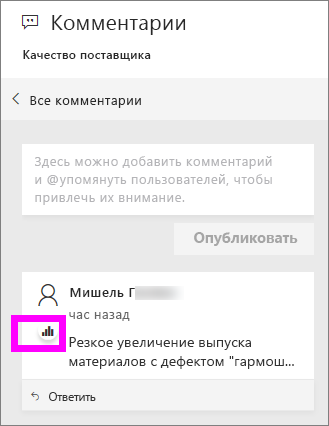 Комментарии
Качество поставщика
Все комментарии
Здесь можно добавить комментарий
и @упомянуть пользователей, чтобы
привлечь их внимание.
Опубликовать
Мишель Г
час назад
Резкое увеличение выпуска
материалов с дефектом "гармош...
Ответить